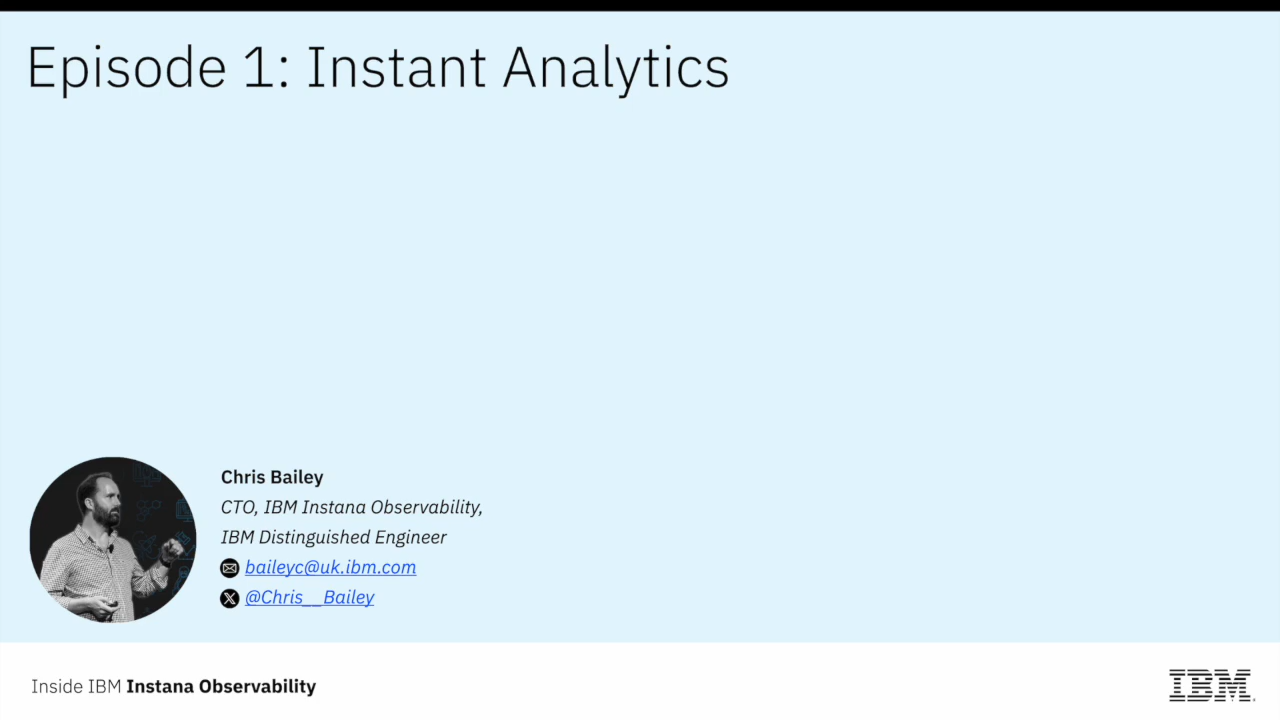 Episode 1: Instant Analytics
Chris Bailey
CTO, IBM Instana Observability,
IBM Distinguished Engineer
baileyc@uk.ibm.com
@Chris__Bailey
Inside IBM Instana Observability
IBM